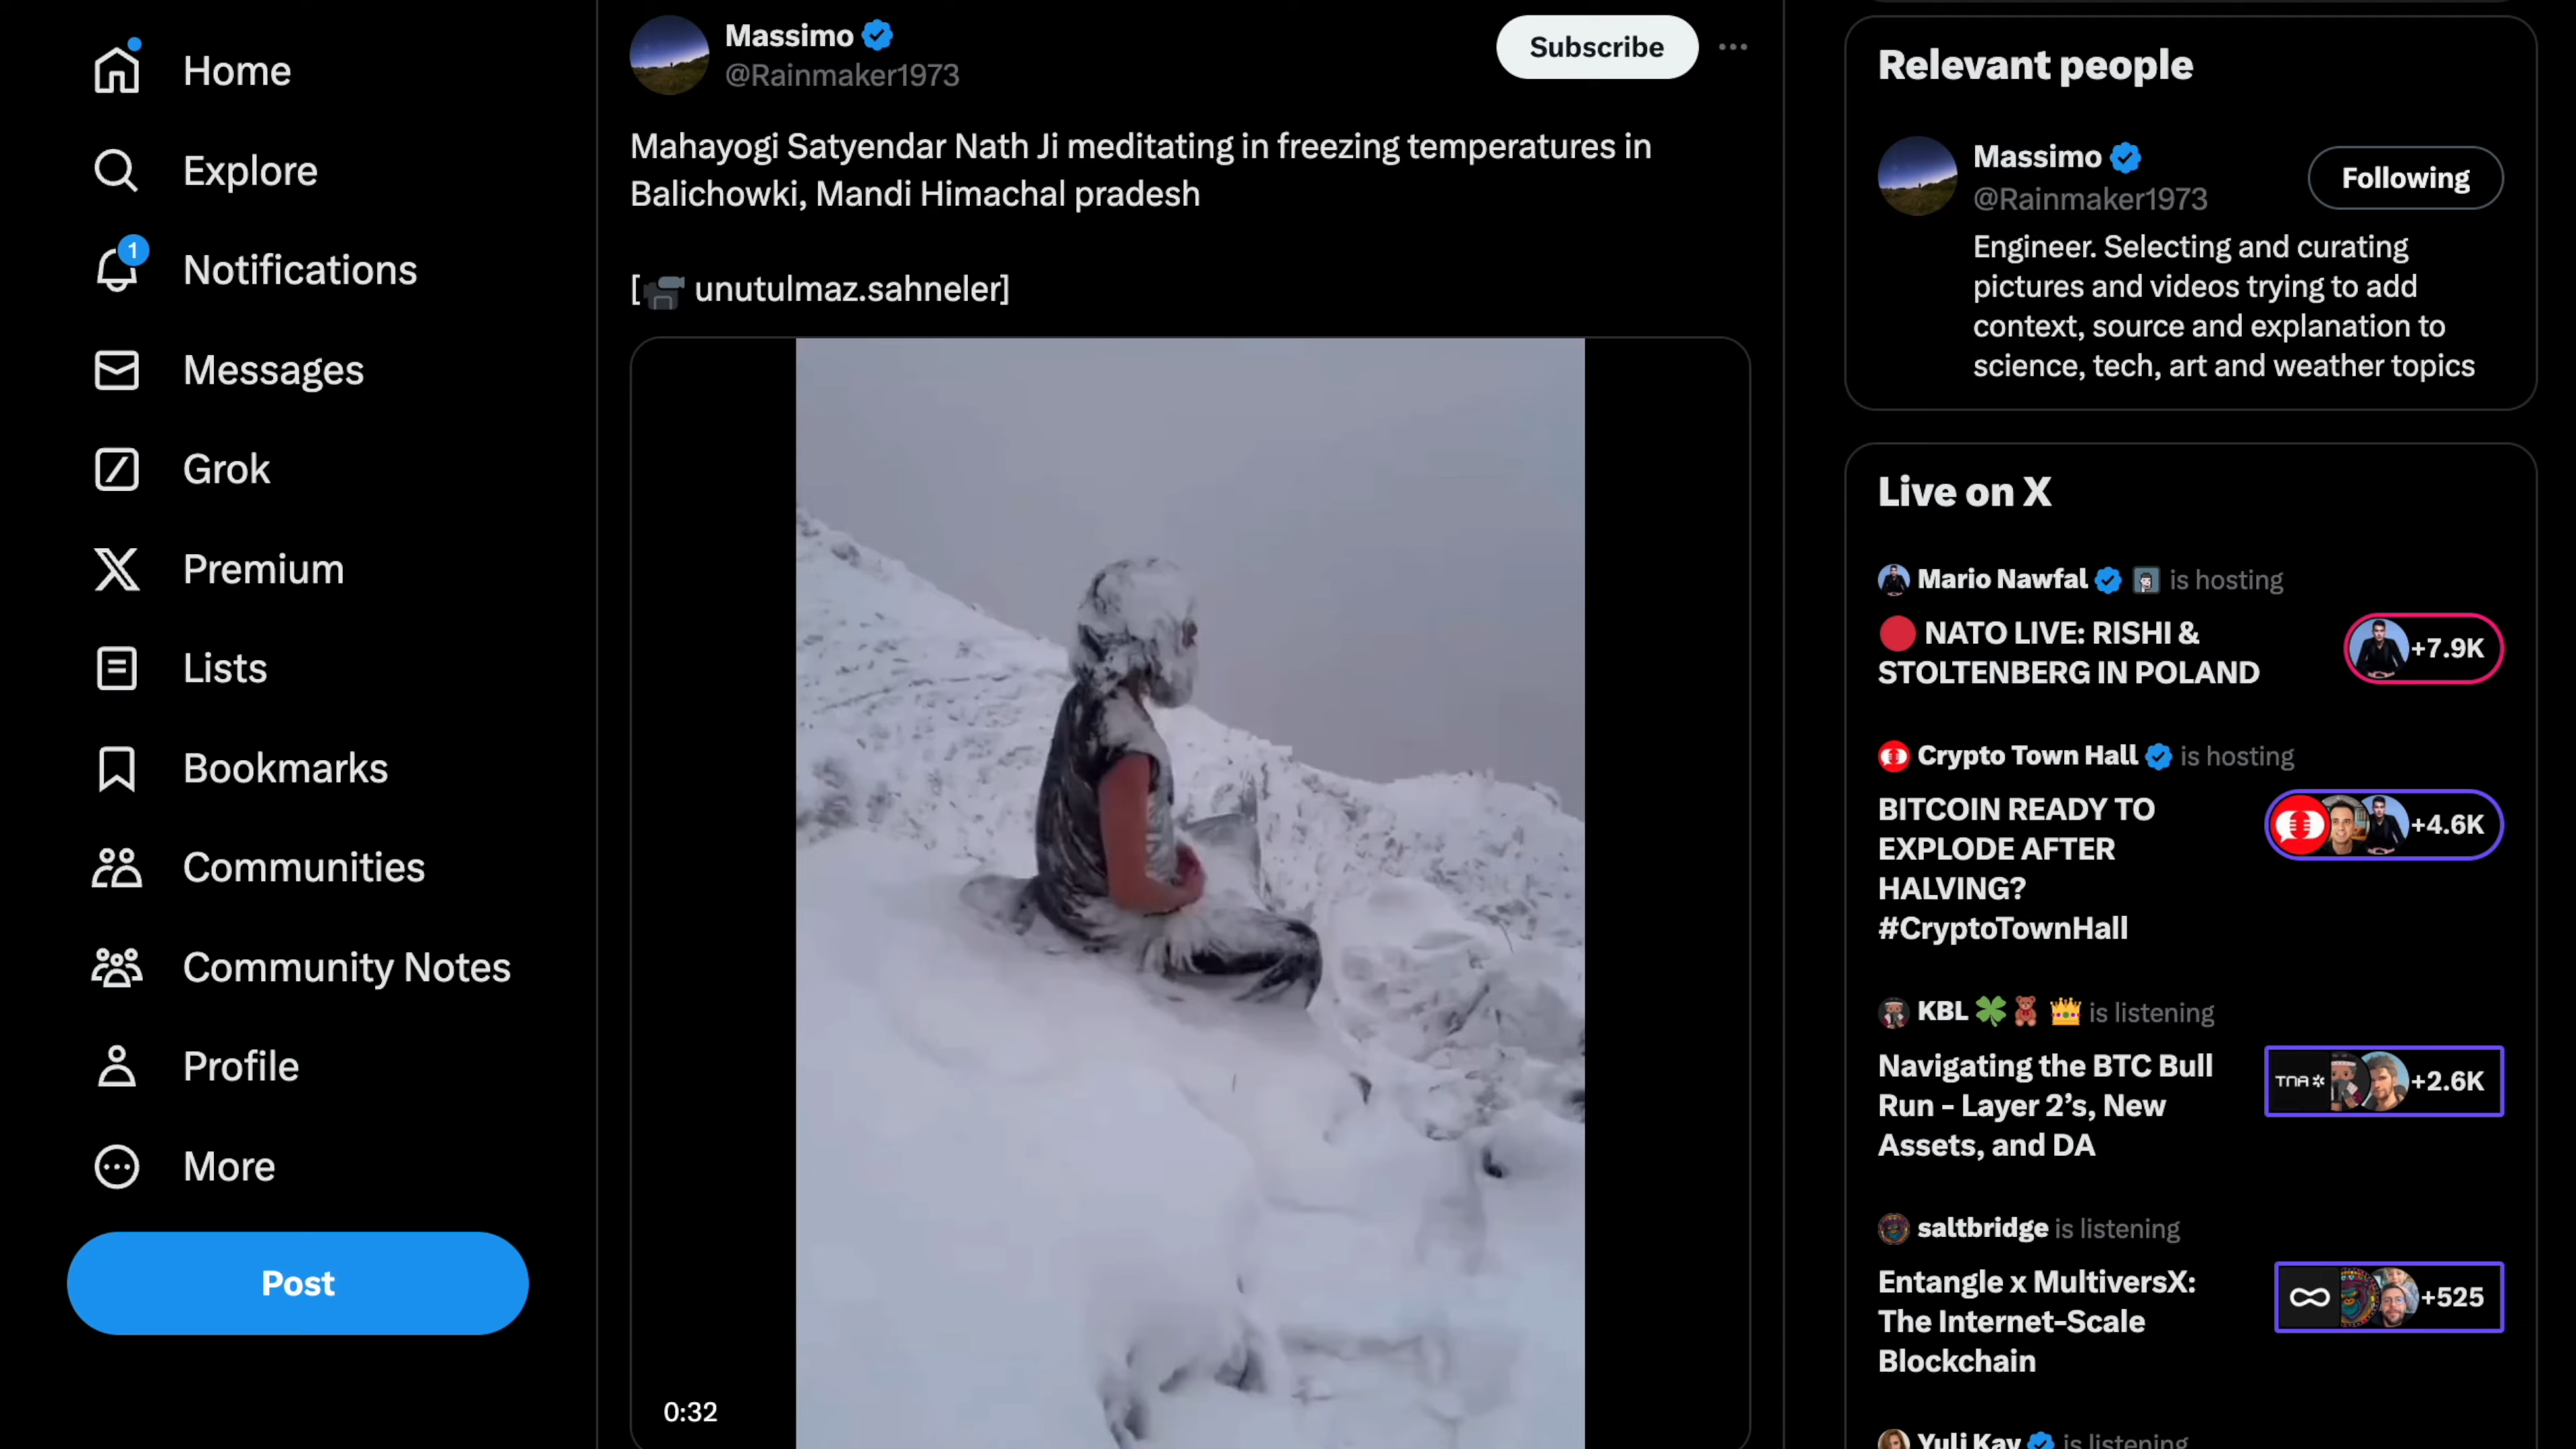 Home
Explore
1
Notifications
Messages
Grok
Premium
Lists
Bookmarks
Communities
Community Notes
Profile
More
Post
Massimo
@Rainmaker1973
Subscribe
Mahayogi Satyendar Nath Ji meditating in freezing temperatures in
Balichowki, Mandi Himachal pradesh
[🎥 unutulmaz.sahneler]
0:32
Relevant people
Massimo
@Rainmaker1973
Following
Engineer. Selecting and curating
pictures and videos trying to add
context, source and explanation to
science, tech, art and weather topics
Live on X
Mario Nawfal is hosting
🔴 NATO LIVE: RISHI &
STOLTENBERG IN POLAND
+7.9K
Crypto Town Hall is hosting
BITCOIN READY TO
EXPLODE AFTER
HALVING?
#CryptoTownHall
+4.6K
KBL 🍀🧸 👑 is listening
Navigating the BTC Bull
Run - Layer 2’s, New
Assets, and DA
TNA
+2.6K
saltbridge is listening
Entangle x MultiversX:
The Internet-Scale
Blockchain
+525
Yuli Kay is listening